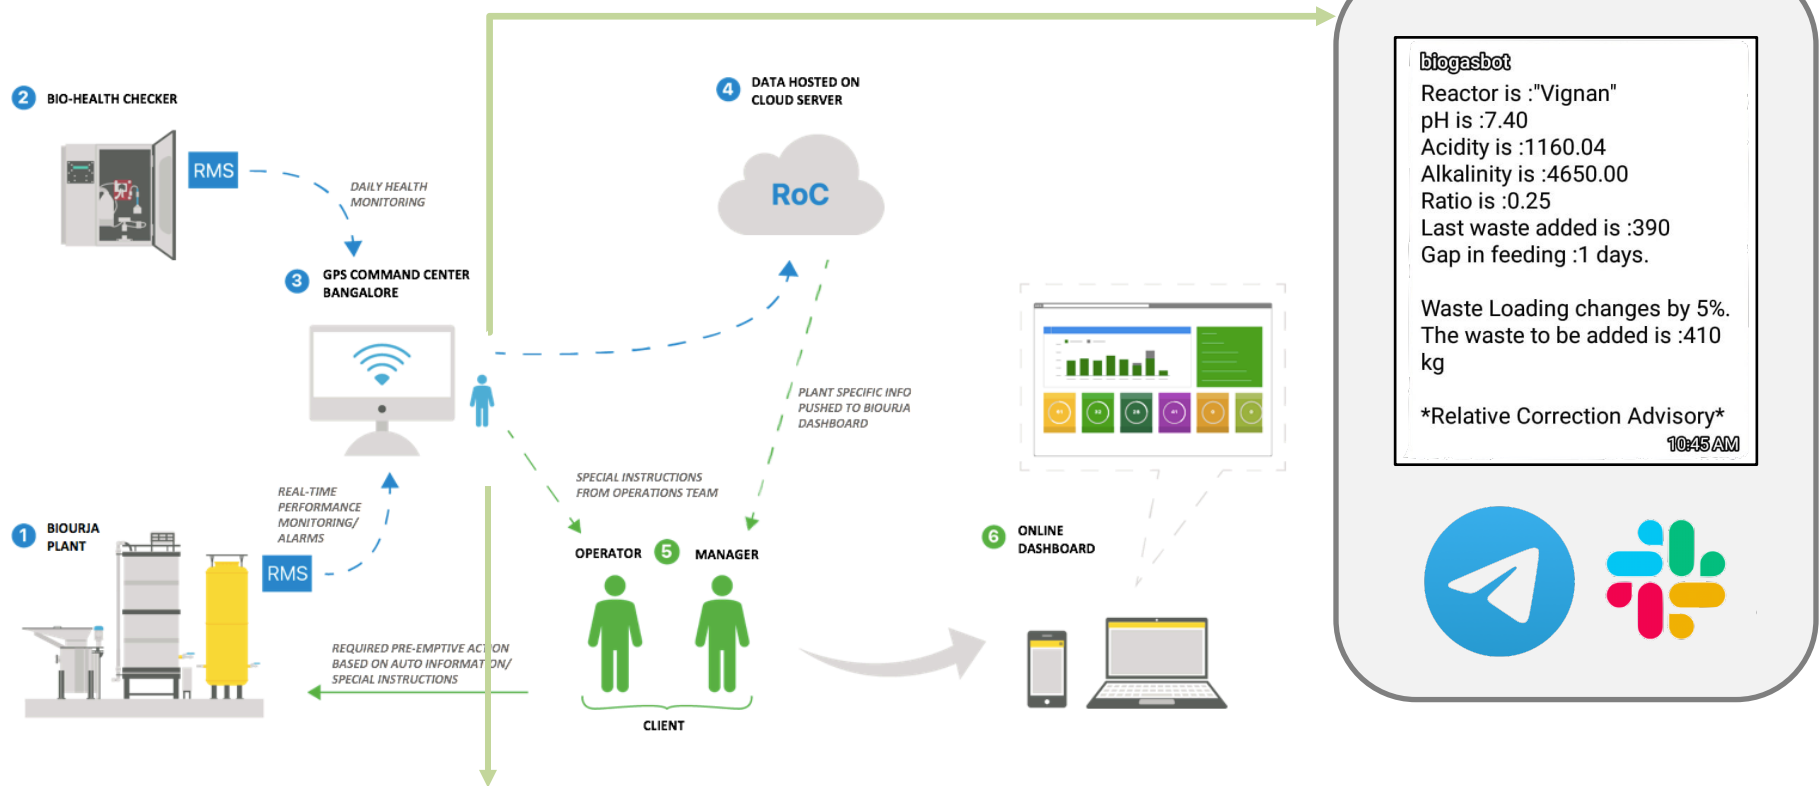 2 BIO-HEALTH CHECKER
RMS
DAILY HEALTH
MONITORING
3 GPS COMMAND CENTER
BANGALORE
4 DATA HOSTED ON
CLOUD SERVER
RoC
REAL-TIME
PERFORMANCE
MONITORING/
ALARMS
1 BIOURJA
PLANT
RMS
REQUIRED PRE-EMPTIVE ACTION
BASED ON AUTO INFORMATION/
SPECIAL INSTRUCTIONS
SPECIAL INSTRUCTIONS
FROM OPERATIONS TEAM
PLANT SPECIFIC INFO
PUSHED TO BIOURJA
DASHBOARD
OPERATOR 5 MANAGER
CLIENT
6 ONLINE
DASHBOARD
biogasbot
Reactor is :"Vignan"
pH is :7.40
Acidity is :1160.04
Alkalinity is :4650.00
Ratio is :0.25
Last waste added is :390
Gap in feeding :1 days.
Waste Loading changes by 5%.
The waste to be added is :410
kg
*Relative Correction Advisory*
10:45 AM